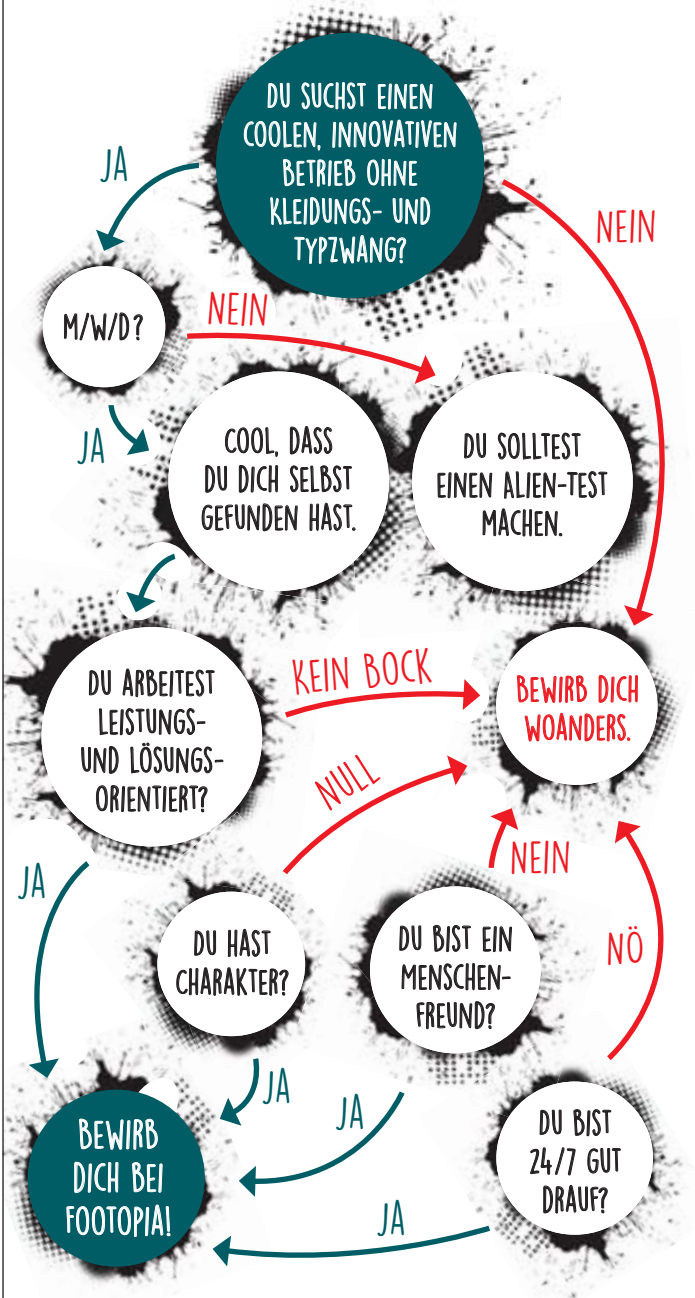 DU SUCHST EINEN
COOLEN, INNOVATIVEN
BETRIEB OHNE
KLEIDUNGS- UND
TYPZWANG?
JA
NEIN
M/W/D?
NEIN
JA
COOL, DASS
DU DICH SELBST
GEFUNDEN HAST.
DU SOLLTEST
EINEN ALIEN-TEST
MACHEN.
DU ARBEITEST
LEISTUNGS-
UND LÖSUNGS-
ORIENTIERT?
KEIN BOCK
BEWIRB DICH
WOANDERS.
NULL
JA
NEIN
DU HAST
CHARAKTER?
DU BIST EIN
MENSCHEN-
FREUND?
NÖ
JA
JA
DU BIST
24/7 GUT
DRAUF?
BEWIRB
DICH BEI
FOOTOPIA!
JA